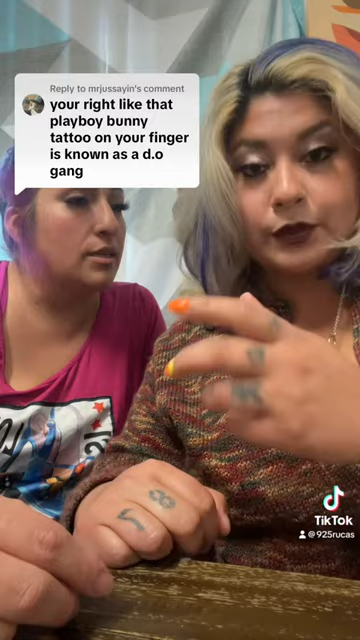 Reply to mrjussayin's comment
your right like that
playboy bunny
tattoo on your finger
is known as a d.o
gang
TikTok
@925rucas